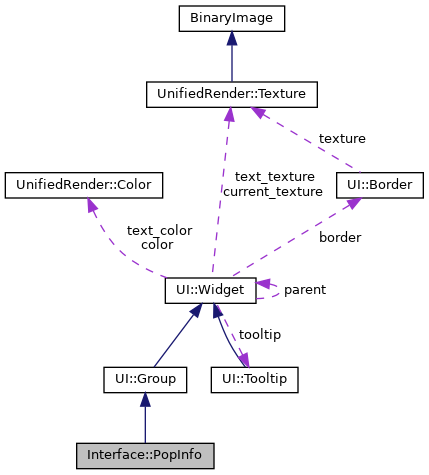 BinaryImage
UnifiedRender::Texture
texture
text_texture
current_texture
UnifiedRender::Color
UI::Border
text_color
color
border
UI::Widget
parent
tooltip
UI::Group
UI::Tooltip
Interface::PopInfo